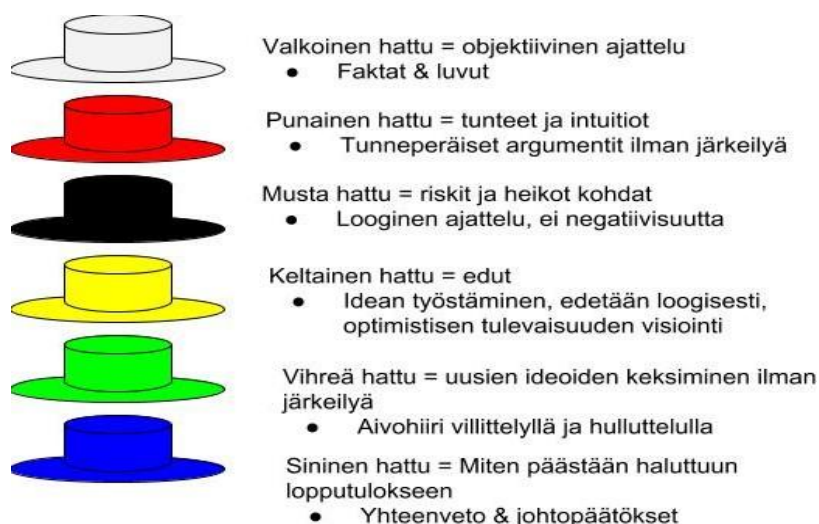 Valkoinen hattu = objektiivinen ajattelu
● Faktat & luvut
Punainen hattu = tunteet ja intuitiot
● Tunneperäiset argumentit ilman järkeilyä
Musta hattu = riskit ja heikot kohdat
● Looginen ajattelu, ei negatiivisuutta
Keltainen hattu = edut
● Idean työstäminen, edetään loogisesti,
optimistisen tulevaisuuden visiointi
Vihreä hattu = uusien ideoiden keksiminen ilman
järkeilyä
● Aivohiiri villittelyllä ja hulluttelulla
Sininen hattu = Miten päästään haluttuun
lopputulokseen
● Yhteenveto & johtopäätökset